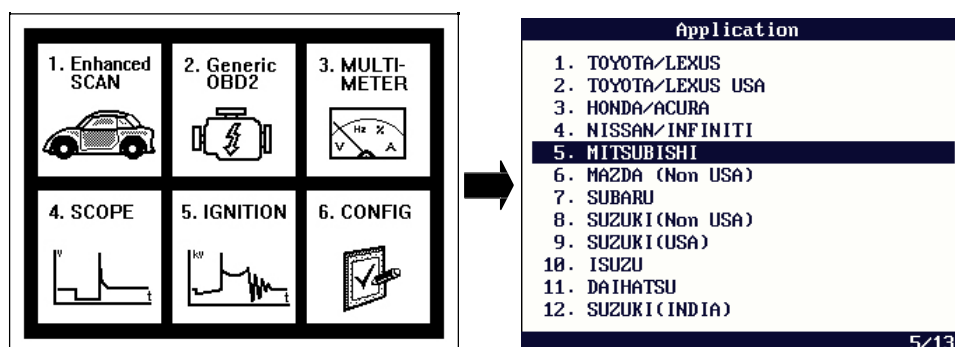 1. Enhanced
SCAN
2. Generic
OBD2
3. MULTI-
METER
Hz %
V A
4. SCOPE
V
t
5. IGNITION
kV
t
6. CONFIG
Application
1. TOYOTA/LEXUS
2. TOYOTA/LEXUS USA
3. HONDA/ACURA
4. NISSAN/INFINITI
5. MITSUBISHI
6. MAZDA (Non USA)
7. SUBARU
8. SUZUKI(Non USA)
9. SUZUKI(USA)
10. ISUZU
11. DAIHATSU
12. SUZUKI(INDIA)
5/13